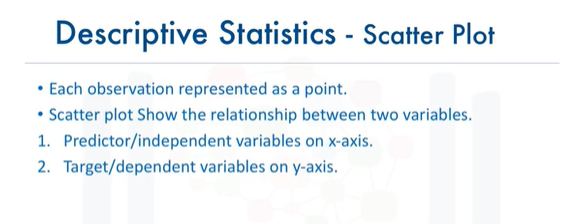 Descriptive Statistics - Scatter Plot
• Each observation represented as a point.
• Scatter plot Show the relationship between two variables.
1. Predictor/independent variables on x-axis.
2. Target/dependent variables on y-axis.